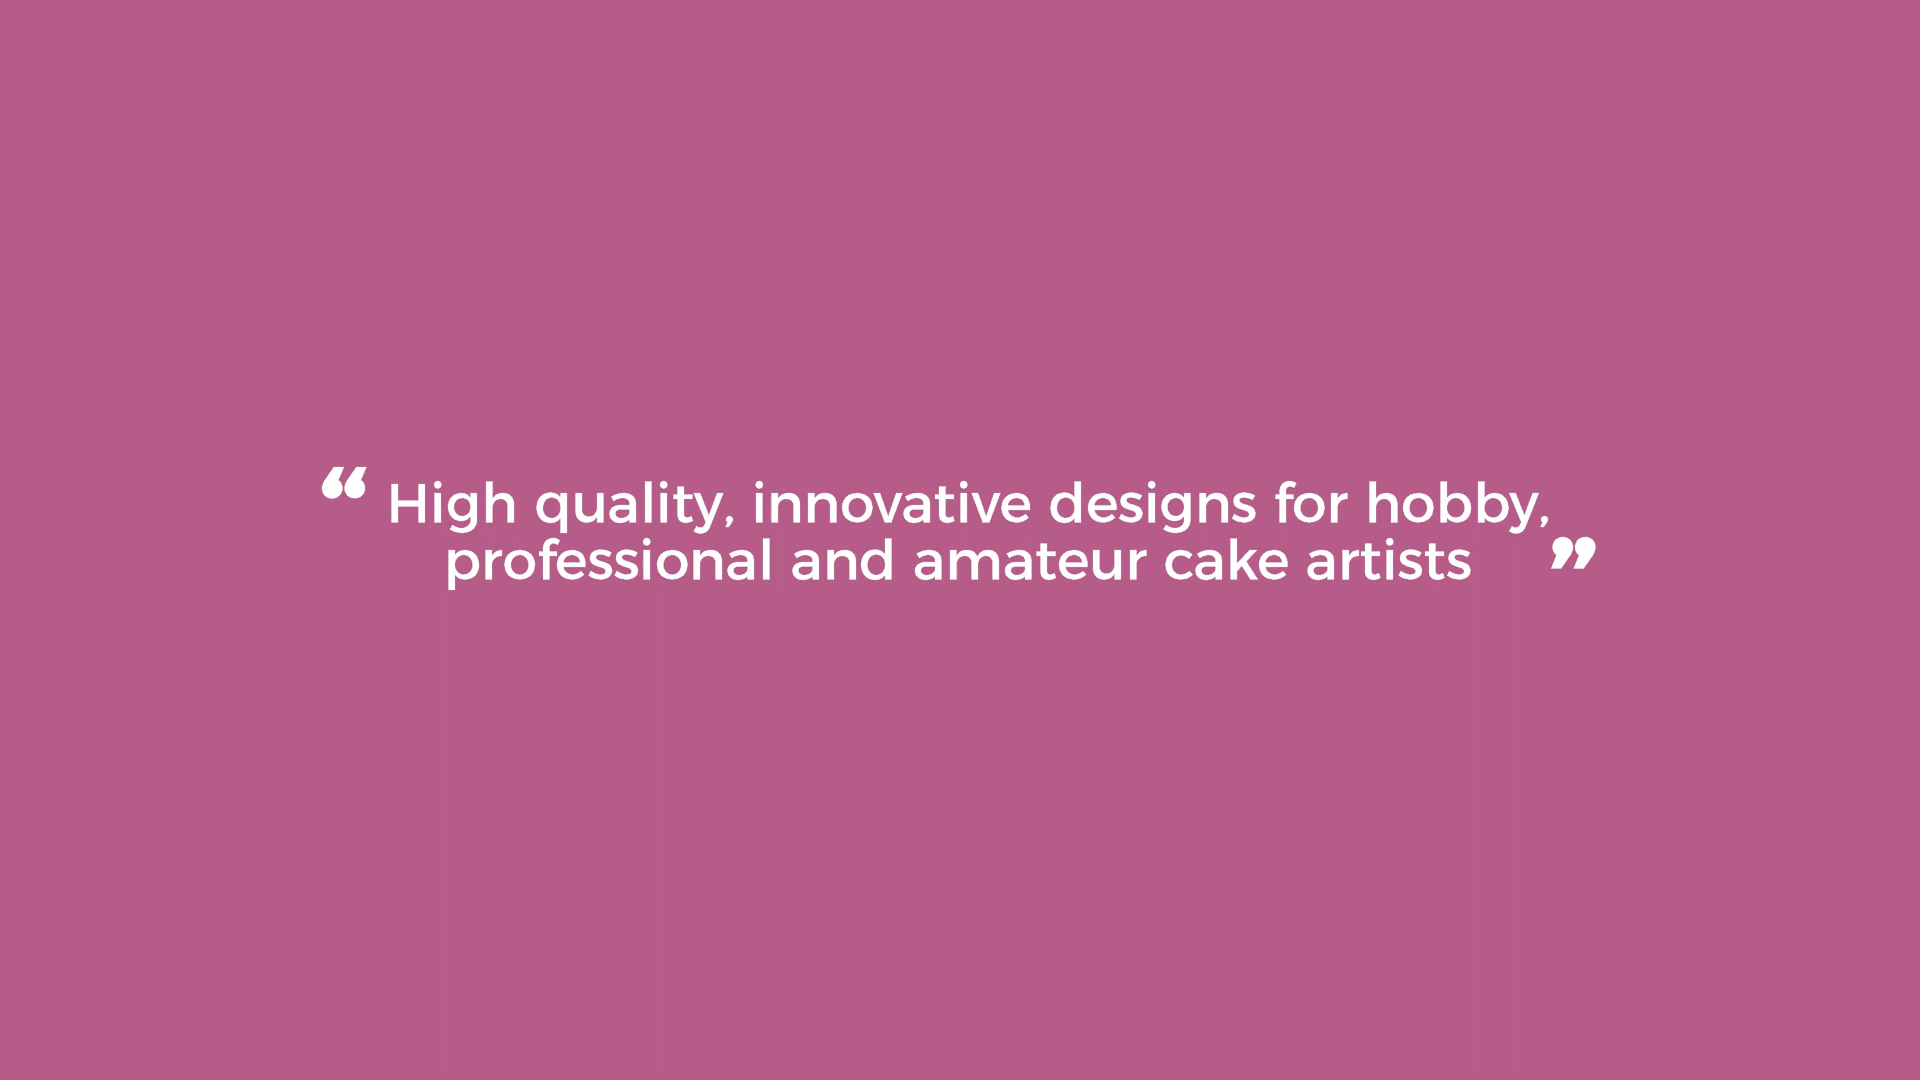 “ High quality, innovative designs for hobby,
professional and amateur cake artists ”